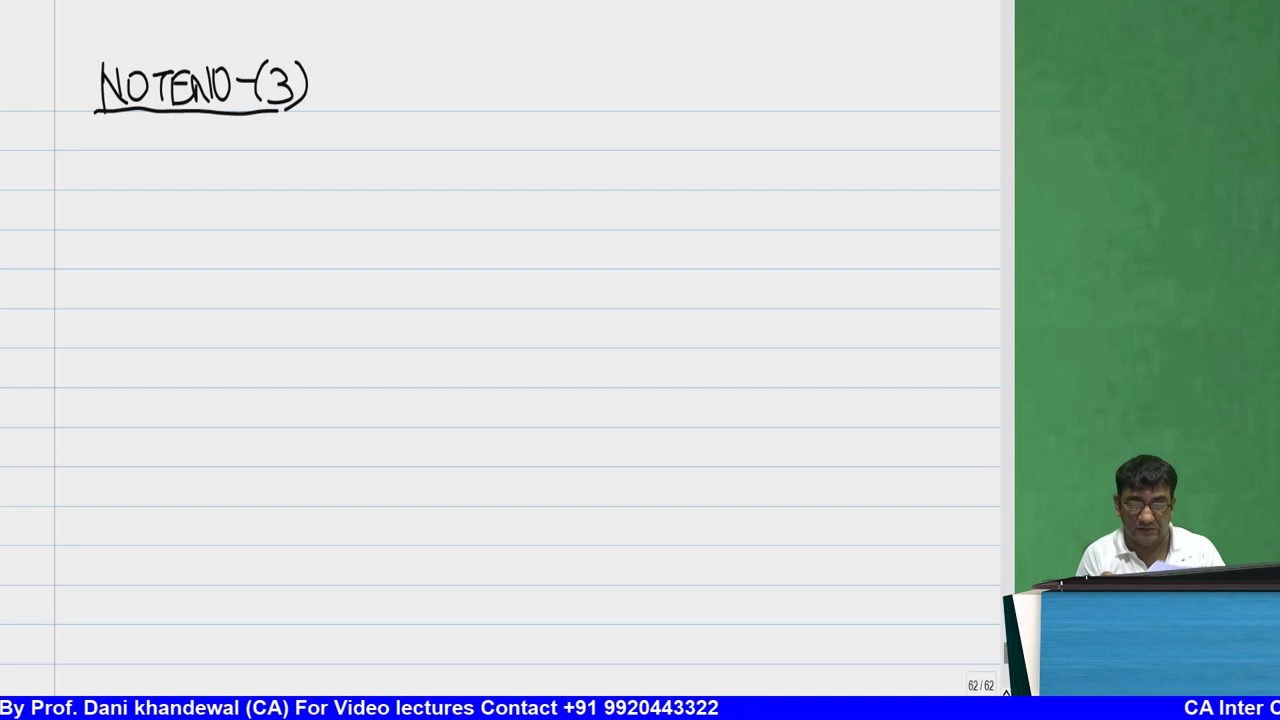 NOTENO-(3)
62/62
By Prof. Dani khandewal (CA) For Video lectures Contact +91 9920443322
CA Inter C